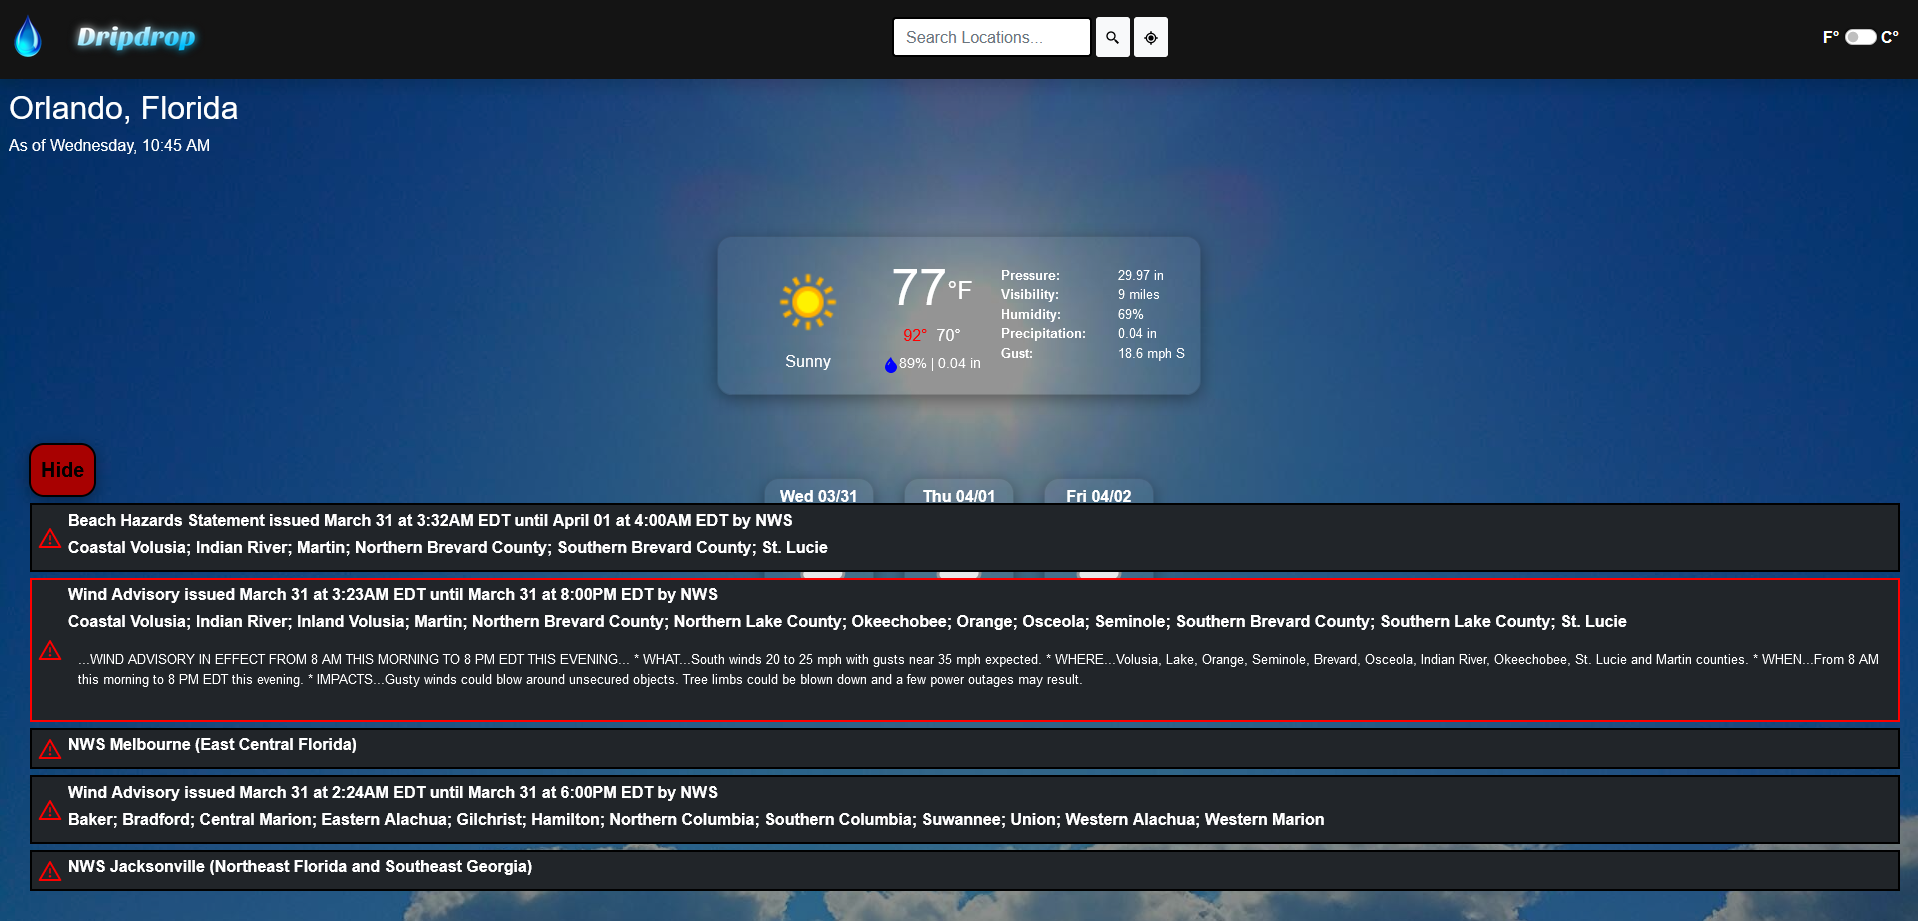 Dripdrop
Search Locations...
F° C°
Orlando, Florida
As of Wednesday, 10:45 AM
77°F
92° 70°
89% | 0.04 in
Sunny
Pressure: 29.97 in
Visibility: 9 miles
Humidity: 69%
Precipitation: 0.04 in
Gust: 18.6 mph S
Hide
Wed 03/31 Thu 04/01 Fri 04/02
Beach Hazards Statement issued March 31 at 3:32AM EDT until April 01 at 4:00AM EDT by NWS
Coastal Volusia; Indian River; Martin; Northern Brevard County; Southern Brevard County; St. Lucie
Wind Advisory issued March 31 at 3:23AM EDT until March 31 at 8:00PM EDT by NWS
Coastal Volusia; Indian River; Inland Volusia; Martin; Northern Brevard County; Northern Lake County; Okeechobee; Orange; Osceola; Seminole; Southern Brevard County; Southern Lake County; St. Lucie
...WIND ADVISORY IN EFFECT FROM 8 AM THIS MORNING TO 8 PM EDT THIS EVENING... * WHAT...South winds 20 to 25 mph with gusts near 35 mph expected. * WHERE...Volusia, Lake, Orange, Seminole, Brevard, Osceola, Indian River, Okeechobee, St. Lucie and Martin counties. * WHEN...From 8 AM
this morning to 8 PM EDT this evening. * IMPACTS...Gusty winds could blow around unsecured objects. Tree limbs could be blown down and a few power outages may result.
NWS Melbourne (East Central Florida)
Wind Advisory issued March 31 at 2:24AM EDT until March 31 at 6:00PM EDT by NWS
Baker; Bradford; Central Marion; Eastern Alachua; Gilchrist; Hamilton; Northern Columbia; Southern Columbia; Suwannee; Union; Western Alachua; Western Marion
NWS Jacksonville (Northeast Florida and Southeast Georgia)